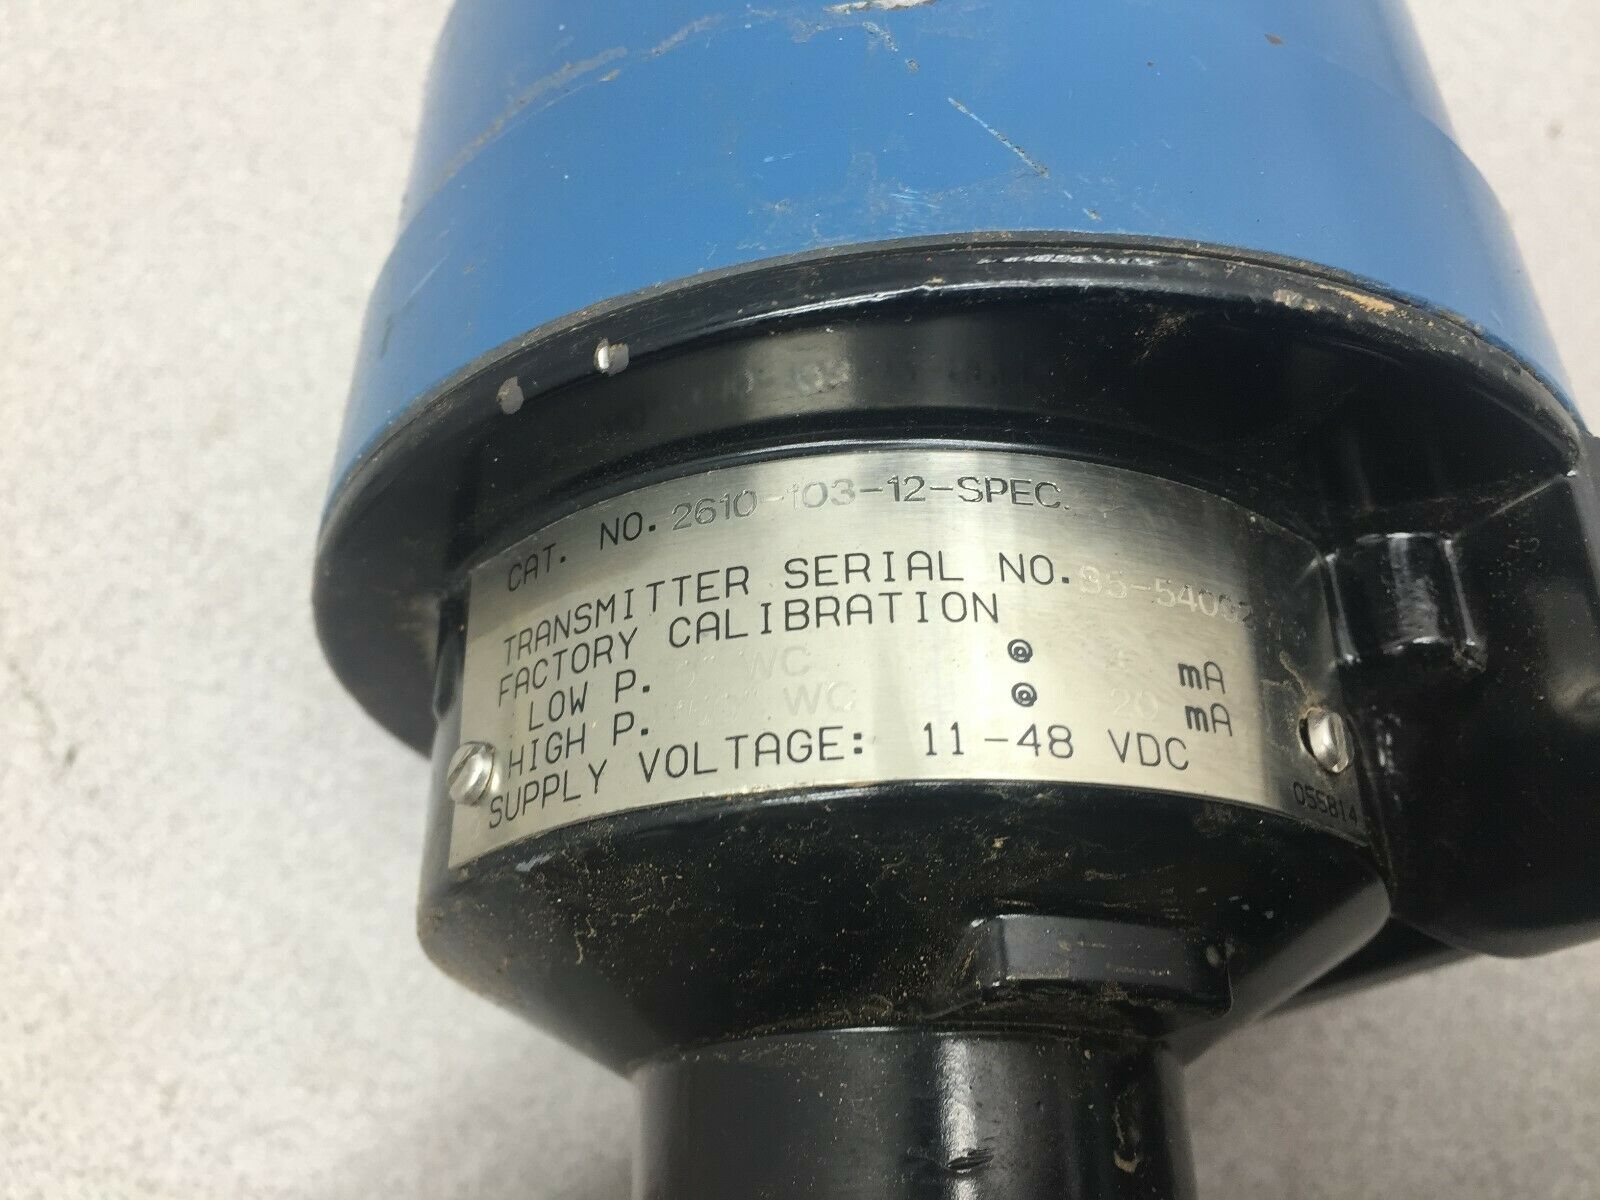 CAT. NO. 2610-103-12-SPEC.
TRANSMITTER SERIAL NO.
FACTORY CALIBRATION
LOW P. WC @ mA
HIGH P. WC @ 20 mA
SUPPLY VOLTAGE: 11-48 VDC
055814